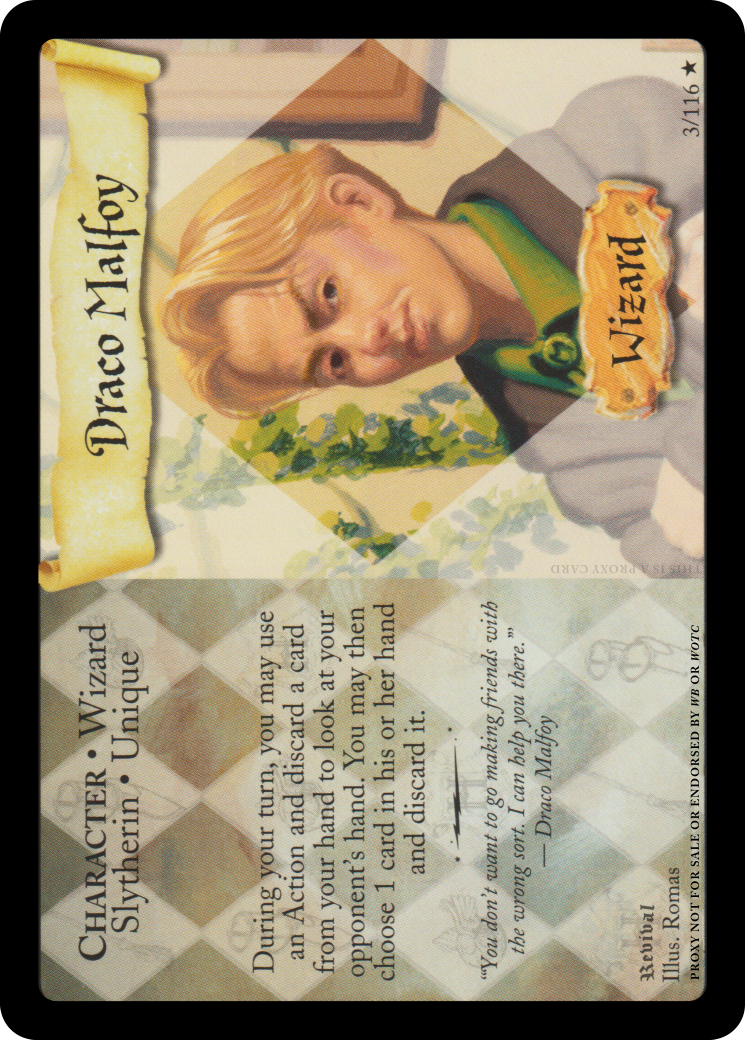 Draco Malfoy
CHARACTER • Wizard
Slytherin • Unique
During your turn, you may use
an Action and discard a card
from your hand to look at your
opponent's hand. You may then
choose 1 card in his or her hand
and discard it.
“‘You don't want to go making friends with
the wrong sort. I can help you there.’”
— Draco Malfoy
Revival
Illus. Romas
PROXY NOT FOR SALE OR ENDORSED BY WB OR WOTC
Wizard
3/116 ★
THIS IS A PROXY CARD